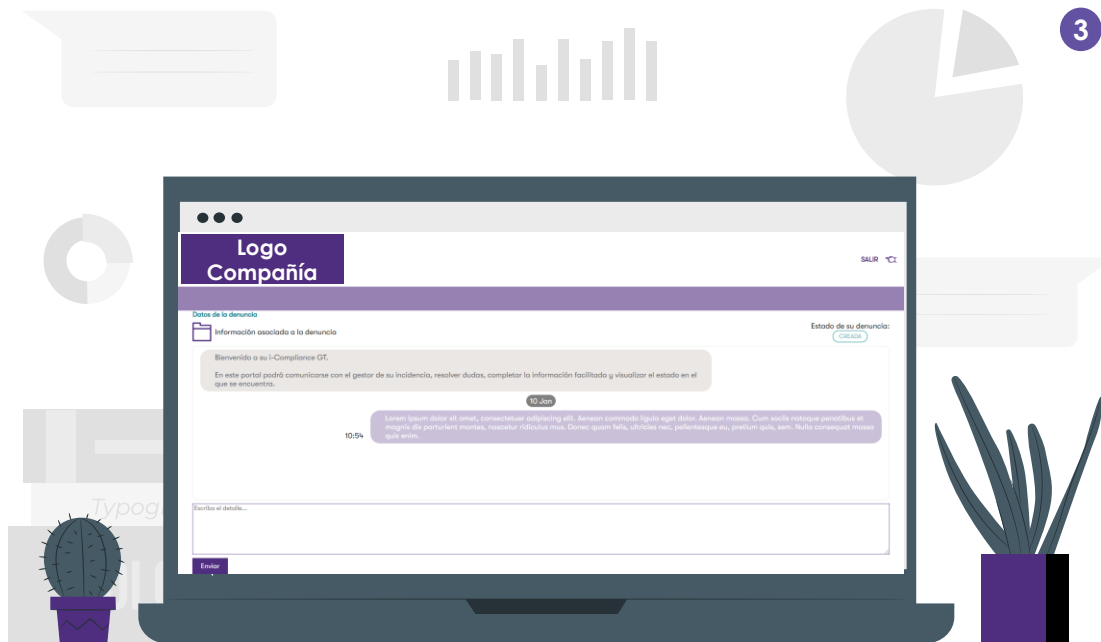 3
Logo
Compañía
SALIR
Datos de la denuncia
Información asociada a la denuncia
Estado de su denuncia:
CREADA
Bienvenido a su i-Compliance GT.
En este portal podrá comunicarse con el gestor de su incidencia, resolver dudas, completar la información facilitada y visualizar el estado en el
que se encuentra.
10 Jan
Lorem ipsum dolor sit amet, consectetuer adipiscing elit. Aenean commodo ligula eget dolor. Aenean massa. Cum sociis natoque penatibus et
magnis dis parturient montes, nascetur ridiculus mus. Donec quam felis, ultricies nec, pellentesque eu, pretium quis, sem. Nulla consequat massa
quis enim.
10:54
Escriba el detalle...
Typog
Enviar